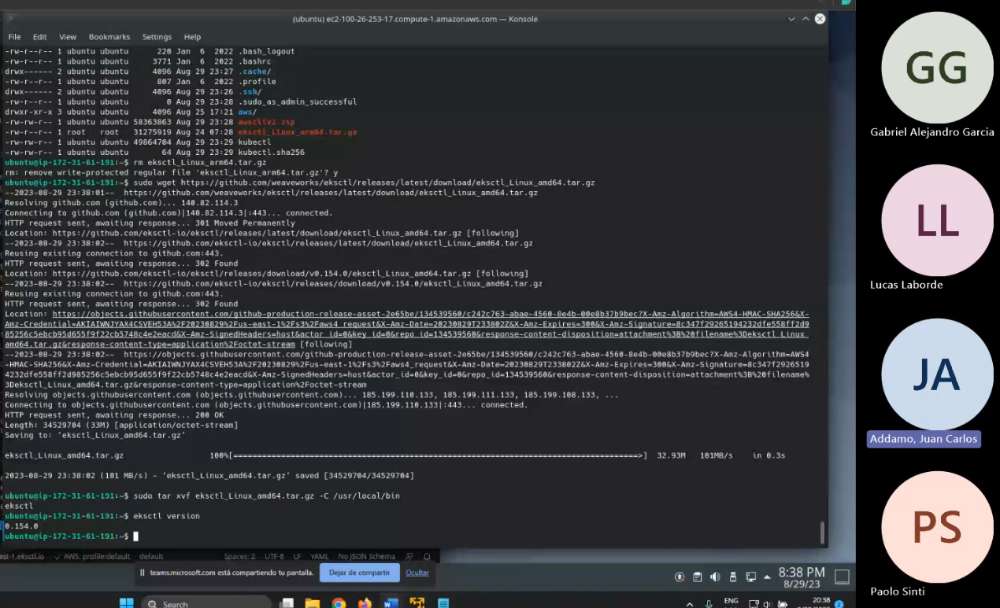 (ubuntu) ec2-100-26-253-17.compute-1.amazonaws.com — Konsole
File Edit View Bookmarks Settings Help
-rw-r--r-- 1 ubuntu ubuntu 220 Jan 6 2022 .bash_logout
-rw-r--r-- 1 ubuntu ubuntu 3771 Jan 6 2022 .bashrc
drwx------ 2 ubuntu ubuntu 4096 Aug 29 23:27 .cache/
-rw-r--r-- 1 ubuntu ubuntu 807 Jan 6 2022 .profile
drwx------ 2 ubuntu ubuntu 4096 Aug 29 23:26 .ssh/
-rw-r--r-- 1 ubuntu ubuntu 0 Aug 29 23:28 .sudo_as_admin_successful
drwxr-xr-x 3 ubuntu ubuntu 4096 Aug 25 17:21 aws/
-rw-rw-r-- 1 ubuntu ubuntu 58363863 Aug 29 23:28 awscliv2.zip
-rw-r--r-- 1 root root 31275919 Aug 24 07:28 eksctl_Linux_arm64.tar.gz
-rw-rw-r-- 1 ubuntu ubuntu 49864704 Aug 29 23:29 kubectl
-rw-rw-r-- 1 ubuntu ubuntu 64 Aug 29 23:29 kubectl.sha256
ubuntu@ip-172-31-61-191:~$ rm eksctl_Linux_arm64.tar.gz
rm: remove write-protected regular file 'eksctl_Linux_arm64.tar.gz'? y
ubuntu@ip-172-31-61-191:~$ sudo wget https://github.com/weaveworks/eksctl/releases/latest/download/eksctl_Linux_amd64.tar.gz
--2023-08-29 23:38:01-- https://github.com/weaveworks/eksctl/releases/latest/download/eksctl_Linux_amd64.tar.gz
Resolving github.com (github.com)... 140.82.114.3
Connecting to github.com (github.com)|140.82.114.3|:443... connected.
HTTP request sent, awaiting response... 301 Moved Permanently
Location: https://github.com/eksctl-io/eksctl/releases/latest/download/eksctl_Linux_amd64.tar.gz [following]
--2023-08-29 23:38:02-- https://github.com/eksctl-io/eksctl/releases/latest/download/eksctl_Linux_amd64.tar.gz
Reusing existing connection to github.com:443.
HTTP request sent, awaiting response... 302 Found
Location: https://github.com/eksctl-io/eksctl/releases/download/v0.154.0/eksctl_Linux_amd64.tar.gz [following]
--2023-08-29 23:38:02-- https://github.com/eksctl-io/eksctl/releases/download/v0.154.0/eksctl_Linux_amd64.tar.gz
Reusing existing connection to github.com:443.
HTTP request sent, awaiting response... 302 Found
Location: https://objects.githubusercontent.com/github-production-release-asset-2e65be/134539560/c242c763-abae-4560-8e4b-00e8b37b9bec?X-Amz-Algorithm=AWS4-HMAC-SHA256&X-
Amz-Credential=AKIAIWNJYAX4CSVEH53A%2F20230829%2Fus-east-1%2Fs3%2Faws4_request&X-Amz-Date=20230829T233802Z&X-Amz-Expires=300&X-Amz-Signature=8c347f29265194232dfe558ff2d9
85256c5ebcb95d655f9f22cb5748c4e2eacd&X-Amz-SignedHeaders=host&actor_id=0&key_id=0&repo_id=134539560&response-content-disposition=attachment%3B%20filename%3Deksctl_Linux_
amd64.tar.gz&response-content-type=application%2Foctet-stream [following]
--2023-08-29 23:38:02-- https://objects.githubusercontent.com/github-production-release-asset-2e65be/134539560/c242c763-abae-4560-8e4b-00e8b37b9bec?X-Amz-Algorithm=AWS4
-HMAC-SHA256&X-Amz-Credential=AKIAIWNJYAX4CSVEH53A%2F20230829%2Fus-east-1%2Fs3%2Faws4_request&X-Amz-Date=20230829T233802Z&X-Amz-Expires=300&X-Amz-Signature=8c347f2926519
4232dfe558ff2d985256c5ebcb95d655f9f22cb5748c4e2eacd&X-Amz-SignedHeaders=host&actor_id=0&key_id=0&repo_id=134539560&response-content-disposition=attachment%3B%20filename%
3Deksctl_Linux_amd64.tar.gz&response-content-type=application%2Foctet-stream
Resolving objects.githubusercontent.com (objects.githubusercontent.com)... 185.199.110.133, 185.199.111.133, 185.199.108.133, ...
Connecting to objects.githubusercontent.com (objects.githubusercontent.com)|185.199.110.133|:443... connected.
HTTP request sent, awaiting response... 200 OK
Length: 34529704 (33M) [application/octet-stream]
Saving to: ‘eksctl_Linux_amd64.tar.gz’
eksctl_Linux_amd64.tar.gz 100%[==================================================>] 32.93M 101MB/s in 0.3s
2023-08-29 23:38:02 (101 MB/s) - ‘eksctl_Linux_amd64.tar.gz’ saved [34529704/34529704]
ubuntu@ip-172-31-61-191:~$ sudo tar xvf eksctl_Linux_amd64.tar.gz -C /usr/local/bin
eksctl
ubuntu@ip-172-31-61-191:~$ eksctl version
0.154.0
ubuntu@ip-172-31-61-191:~$
ast-1.eksctl.io AWS: profile:default default Spaces: 2 UTF-8 LF YAML No JSON Schema
teams.microsoft.com está compartiendo tu pantalla. Dejar de compartir Ocultar
8:38 PM
8/29/23
Search
ENG
20:38
GG
Gabriel Alejandro Garcia
LL
Lucas Laborde
JA
Addamo, Juan Carlos
PS
Paolo Sinti